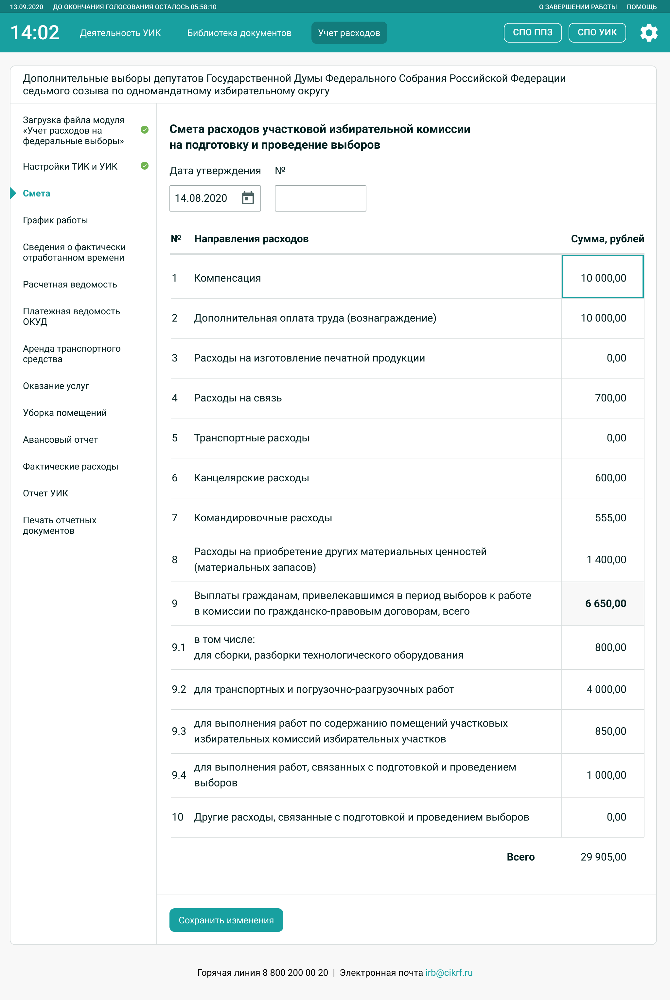 13.09.2020 ДО ОКОНЧАНИЯ ГОЛОСОВАНИЯ ОСТАЛОСЬ 05:58:10 О ЗАВЕРШЕНИИ РАБОТЫ ПОМОЩЬ
14:02 Деятельность УИК Библиотека документов Учет расходов СПО ППЗ СПО УИК
Дополнительные выборы депутатов Государственной Думы Федерального Собрания Российской Федерации
седьмого созыва по одномандатному избирательному округу
Загрузка файла модуля
«Учет расходов на
федеральные выборы»
Настройки ТИК и УИК
Смета
График работы
Сведения о фактически
отработанном времени
Расчетная ведомость
Платежная ведомость
ОКУД
Аренда транспортного
средства
Оказание услуг
Уборка помещений
Авансовый отчет
Фактические расходы
Отчет УИК
Печать отчетных
документов
Смета расходов участковой избирательной комиссии
на подготовку и проведение выборов
Дата утверждения №
14.08.2020
№ Направления расходов Сумма, рублей
1 Компенсация 10 000,00
2 Дополнительная оплата труда (вознаграждение) 10 000,00
3 Расходы на изготовление печатной продукции 0,00
4 Расходы на связь 700,00
5 Транспортные расходы 0,00
6 Канцелярские расходы 600,00
7 Командировочные расходы 555,00
8 Расходы на приобретение других материальных ценностей
(материальных запасов) 1 400,00
9 Выплаты гражданам, привелекавшимся в период выборов к работе
в комиссии по гражданско-правовым договорам, всего 6 650,00
9.1 в том числе:
для сборки, разборки технологического оборудования 800,00
9.2 для транспортных и погрузочно-разгрузочных работ 4 000,00
9.3 для выполнения работ по содержанию помещений участковых
избирательных комиссий избирательных участков 850,00
9.4 для выполнения работ, связанных с подготовкой и проведением
выборов 1 000,00
10 Другие расходы, связанные с подготовкой и проведением выборов 0,00
Всего 29 905,00
Сохранить изменения
Горячая линия 8 800 200 00 20 | Электронная почта irb@cikrf.ru